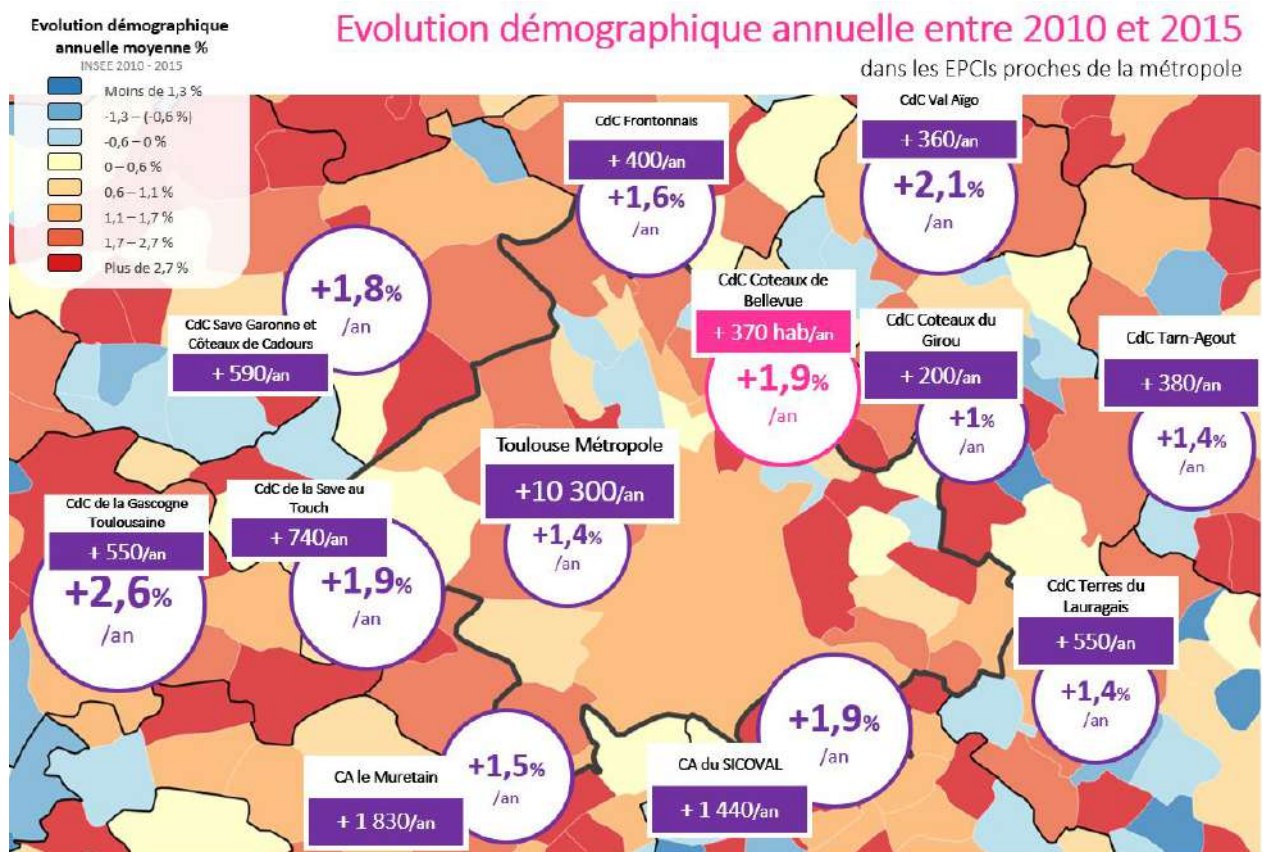 Evolution démographique
annuelle moyenne %
INSEE 2010 - 2015
Moins de 1,3 %
-1,3 – (-0,6 %)
-0,6 – 0 %
0 – 0,6 %
0,6 – 1,1 %
1,1 – 1,7 %
1,7 – 2,7 %
Plus de 2,7 %
Evolution démographique annuelle entre 2010 et 2015
dans les EPCIs proches de la métropole
CdC Frontonnais
+ 400/an
+1,6%
/an
CdC Val Aïgo
+ 360/an
+2,1%
/an
+1,8%
/an
CdC Save Garonne et
Côteaux de Cadours
+ 590/an
CdC Coteaux de
Bellevue
+ 370 hab/an
+1,9%
/an
CdC Coteaux du
Girou
+ 200/an
+1%
/an
CdC Tarn-Agout
+ 380/an
+1,4%
/an
Toulouse Métropole
+10 300/an
+1,4%
/an
CdC de la Gascogne
Toulousaine
+ 550/an
+2,6%
/an
CdC de la Save au
Touch
+ 740/an
+1,9%
/an
CdC Terres du
Lauragais
+ 550/an
+1,4%
/an
CA le Muretain
+ 1 830/an
+1,5%
/an
CA du SICOVAL
+ 1 440/an
+1,9%
/an